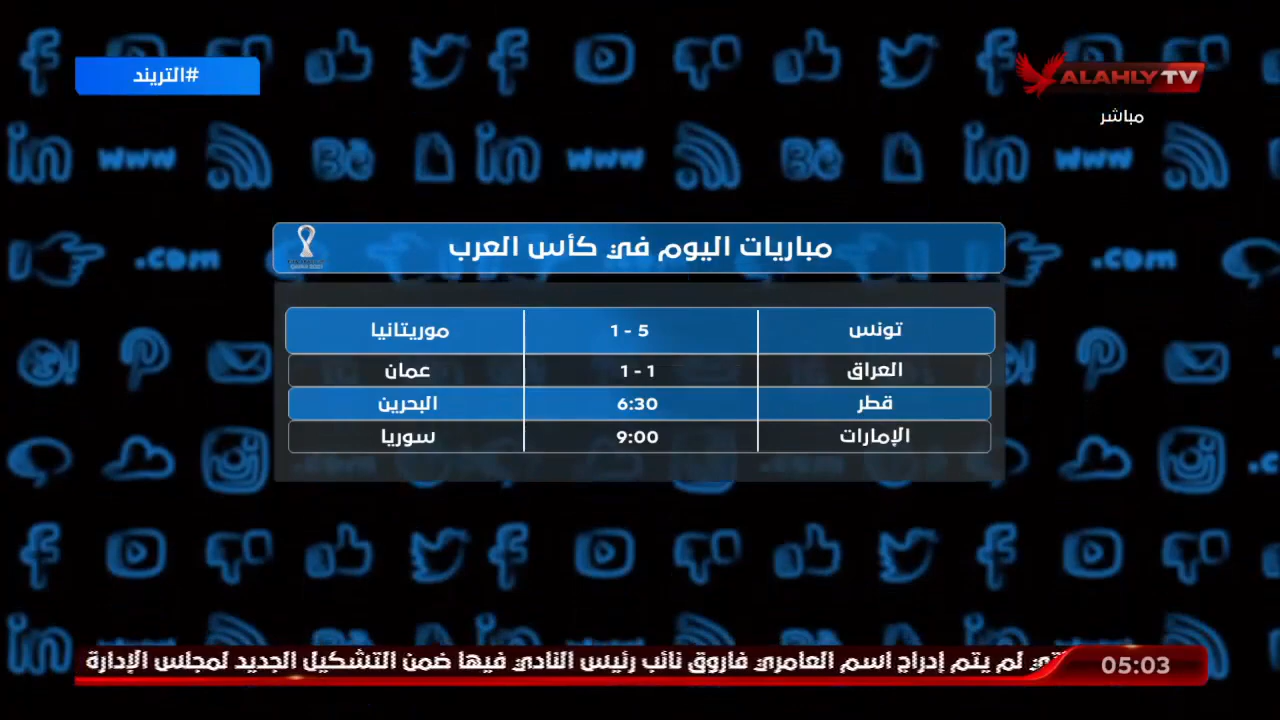 #التريند
ALAHLY TV
مباشر
مباريات اليوم في كأس العرب
تونس 5 - 1 موريتانيا
العراق 1 - 1 عمان
قطر 6:30 البحرين
الإمارات 9:00 سوريا
لم يتم إدراج اسم العامري فاروق نائب رئيس النادي فيها ضمن التشكيل الجديد لمجلس الإدارة
05:03